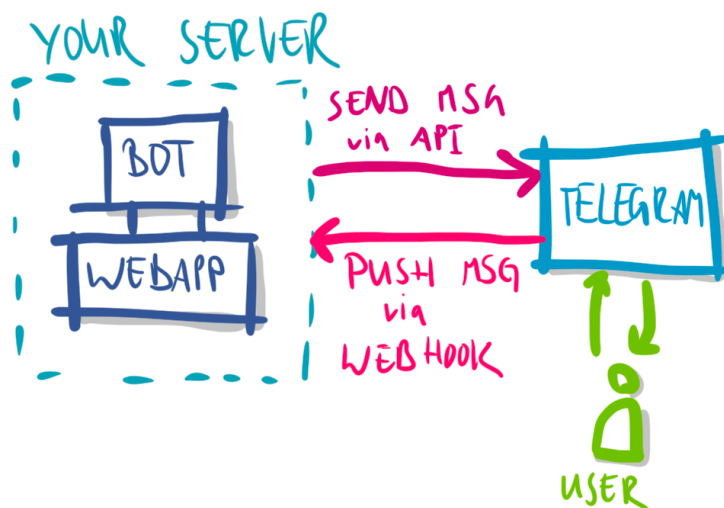 YOUR SERVER
BOT
WEBAPP
SEND MSG
via API
PUSH MSG
via
WEBHOOK
TELEGRAM
USER